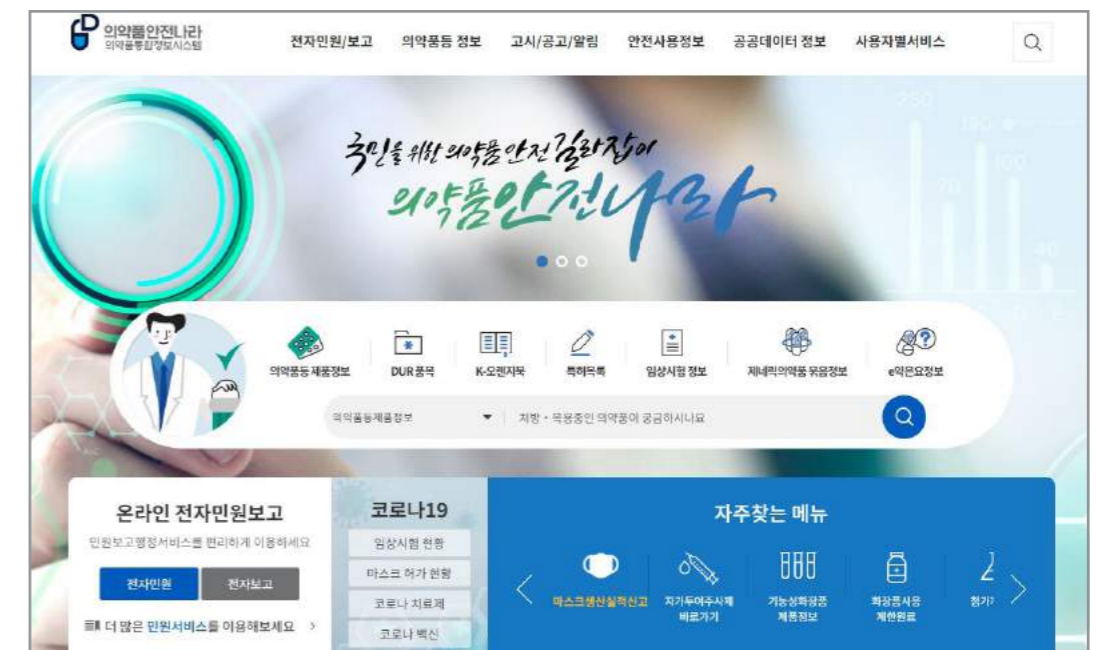 의약품안전나라
의약품통합정보시스템
전자민원/보고 의약품등 정보 고시/공고/알림 안전사용정보 공공데이터 정보 사용자별서비스
국민을 위한 의약품 안전 길라잡이
의약품안전나라
의약품등 제품정보 DUR 품목 K-오렌지북 특허목록 임상시험 정보 제네릭의약품 묶음정보 e약은요정보
의약품등제품정보 처방・복용중인 의약품이 궁금하시나요
온라인 전자민원보고
민원보고행정서비스를 편리하게 이용하세요
전자민원 전자보고
더 많은 민원서비스를 이용해보세요
코로나19
임상시험 현황
마스크 허가 현황
코로나 치료제
코로나 백신
자주찾는 메뉴
마스크생산실적신고 자가투여주사제 기능성화장품 화장품사용
바로가기 제품정보 제한원료